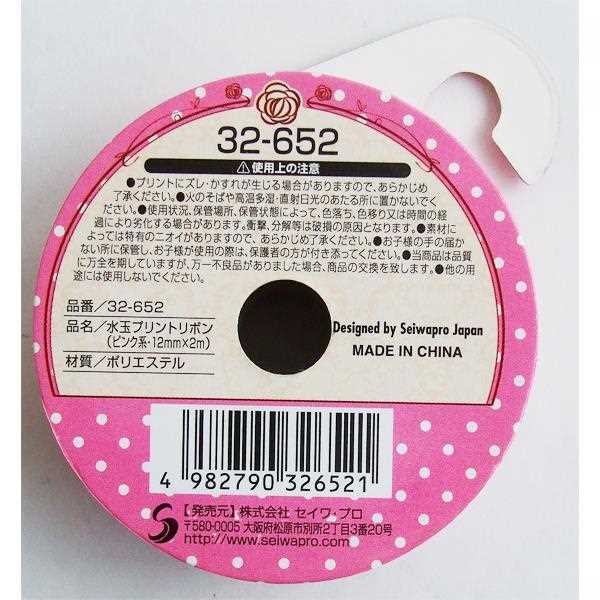 32-652
使用上の注意
●プリントにズレ・かすれが生じる場合がありますので、あらかじめ
了承ください。●火のそばや高温多湿・直射日光のあたる所に置かないでく
ださい。●使用状況、保管場所、保管状態によって、色落ち、色移り又は時間の経
過により劣化する場合があります。衝撃、分解等は破損の原因となります。●素材に
よっては特有のニオイがありますので、あらかじめ了承ください。●お子様の手の届か
ない所に保管し、お子様が使用の際は、保護者の方が付き添ってください。●当商品は品質
に万全を期していますが、万一不良品がありました場合、商品の交換を致します。●他の用
途には使用しないでください。
品番/32-652
品名/水玉プリントリボン
(ピンク系・12mm×2m)
材質/ポリエステル
Designed by Seiwapro Japan
MADE IN CHINA
4 982790 326521
【発売元】株式会社 セイワ・プロ
〒580-0005 大阪府松原市別所2丁目3番20号
http://www.seiwapro.com